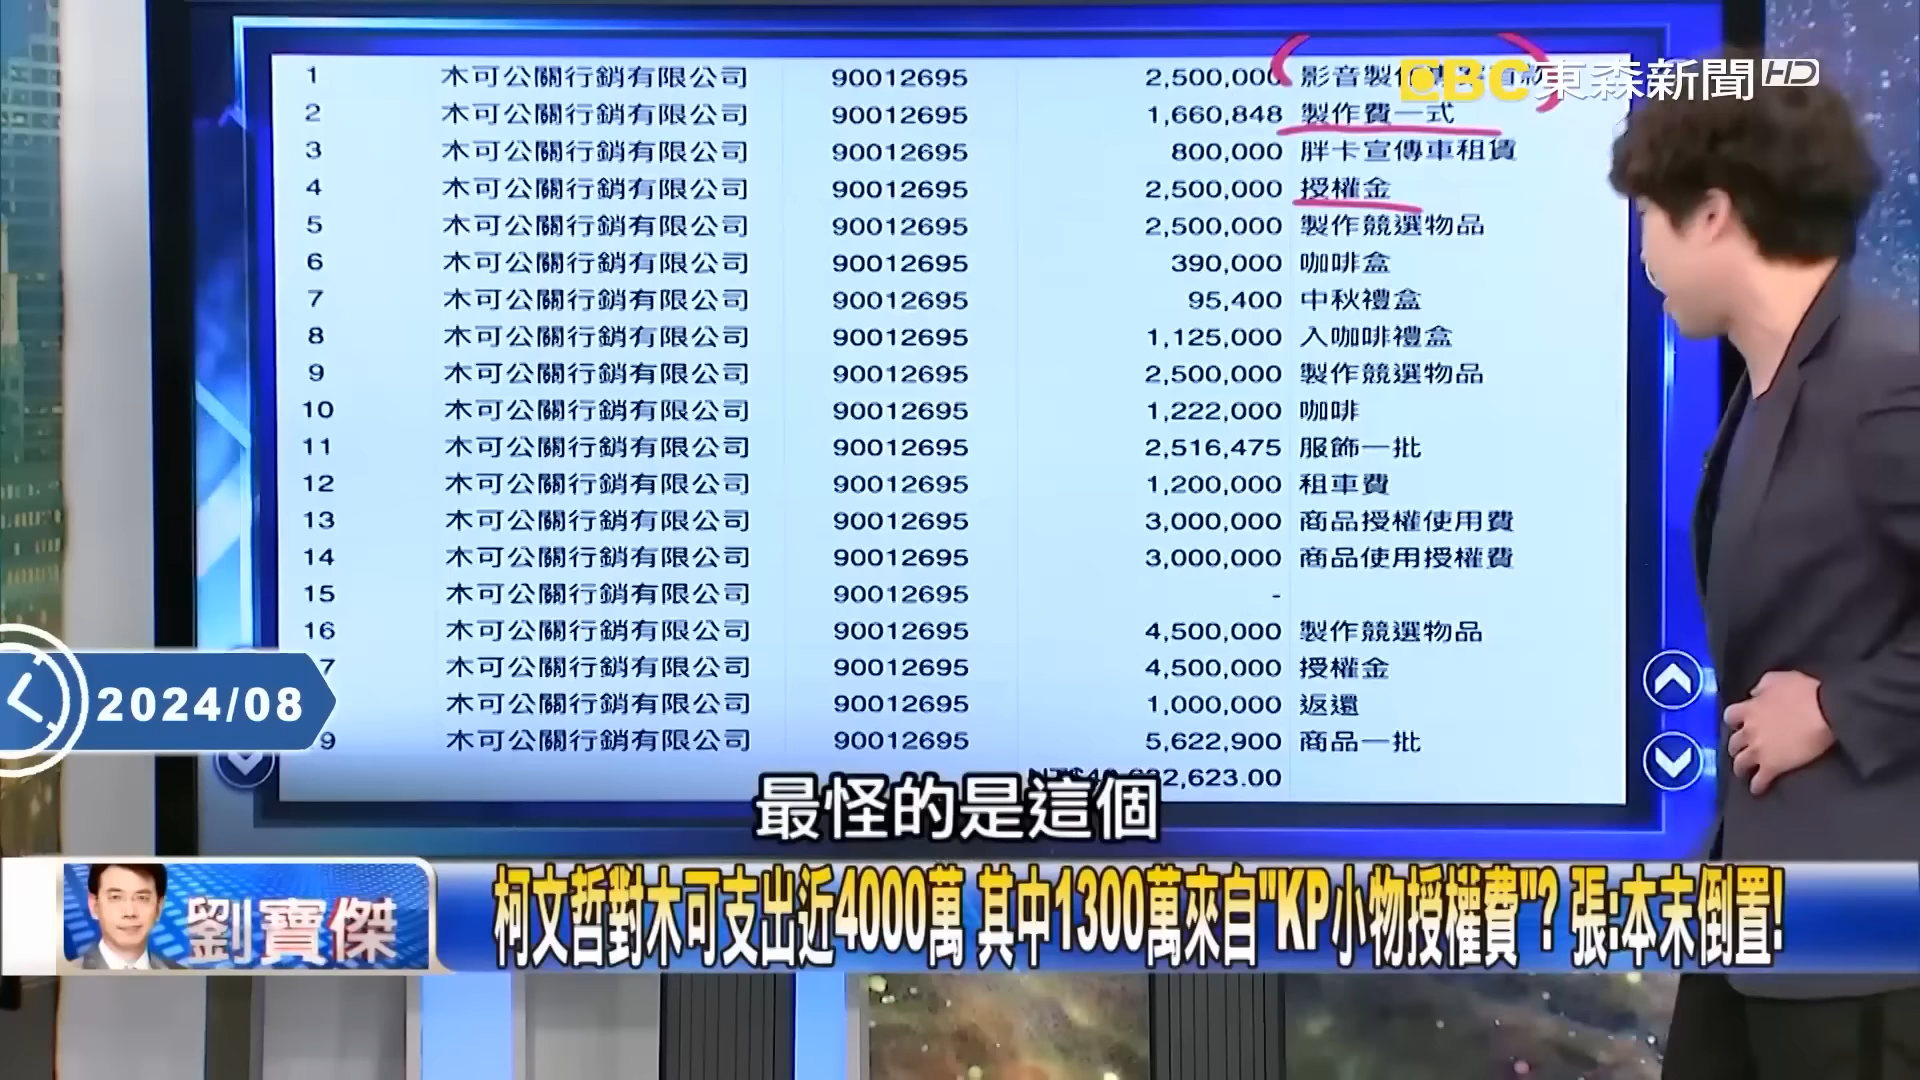 1 木可公關行銷有限公司 90012695 2,500,000 影音製作
EBC 東森新聞 HD
2 木可公關行銷有限公司 90012695 1,660,848 製作費一式
3 木可公關行銷有限公司 90012695 800,000 胖卡宣傳車租賃
4 木可公關行銷有限公司 90012695 2,500,000 授權金
5 木可公關行銷有限公司 90012695 2,500,000 製作競選物品
6 木可公關行銷有限公司 90012695 390,000 咖啡盒
7 木可公關行銷有限公司 90012695 95,400 中秋禮盒
8 木可公關行銷有限公司 90012695 1,125,000 入咖啡禮盒
9 木可公關行銷有限公司 90012695 2,500,000 製作競選物品
10 木可公關行銷有限公司 90012695 1,222,000 咖啡
11 木可公關行銷有限公司 90012695 2,516,475 服飾一批
12 木可公關行銷有限公司 90012695 1,200,000 租車費
13 木可公關行銷有限公司 90012695 3,000,000 商品授權使用費
14 木可公關行銷有限公司 90012695 3,000,000 商品使用授權費
15 木可公關行銷有限公司 90012695 -
16 木可公關行銷有限公司 90012695 4,500,000 製作競選物品
7 木可公關行銷有限公司 90012695 4,500,000 授權金
木可公關行銷有限公司 90012695 1,000,000 返還
9 木可公關行銷有限公司 90012695 5,622,900 商品一批
2,623.00
2024/08
最怪的是這個
劉寶傑
柯文哲對木可支出近4000萬 其中1300萬來自"KP小物授權費"? 張:本末倒置!